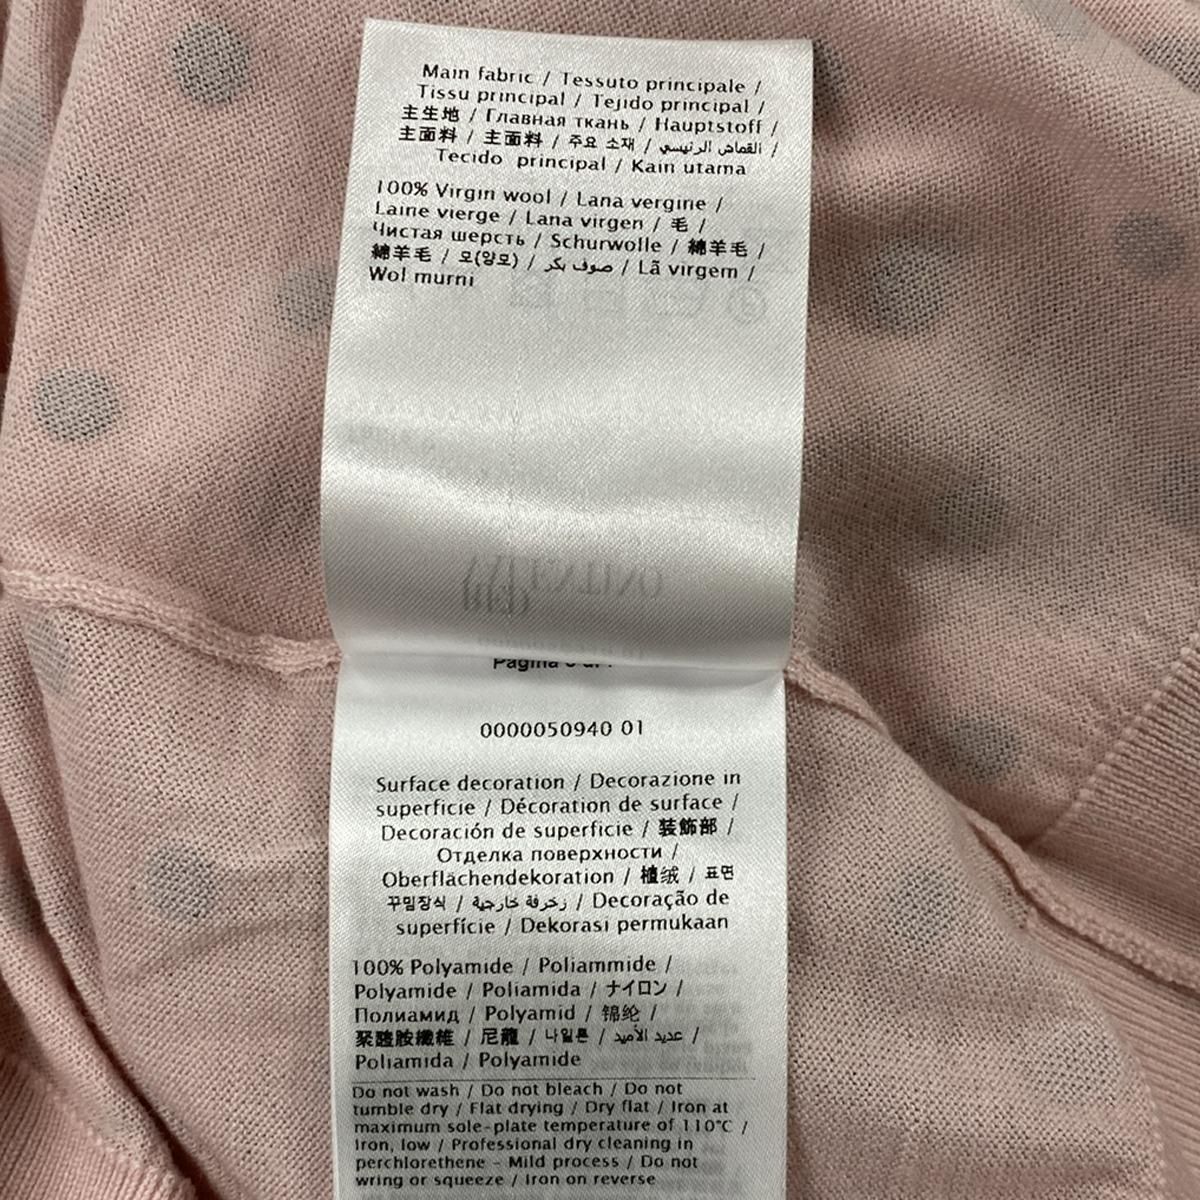 Main fabric / Tessuto principale /
Tissu principal / Tejido principal /
主生地 / Главная ткань / Hauptstoff /
主面料 / 主面料 / 주요 소재 / القماش الرئيسي /
Tecido principal / Kain utama
100% Virgin wool / Lana vergine /
Laine vierge / Lana virgen / 毛 /
Чистая шерсть / Schurwolle / 綿羊毛 /
綿羊毛 / 모(양모) / صوف بكر / Lã virgem /
Wol murni
RED
VALENTINO
Pagina
0000050940 01
Surface decoration / Decorazione in
superficie / Décoration de surface /
Decoración de superficie / 装飾部 /
Отделка поверхности /
Oberflächendekoration / 植绒 / 표면
꾸밈장식 / زخرفة خارجية / Decoração de
superfície / Dekorasi permukaan
100% Polyamide / Poliammide /
Polyamide / Poliamida / ナイロン /
Полиамид / Polyamid / 锦纶 /
聚醯胺纖維 / 尼龍 / 나일론 / عديد الأميد /
Poliamida / Polyamide
Do not wash / Do not bleach / Do not
tumble dry / Flat drying / Dry flat / Iron at
maximum sole-plate temperature of 110°C /
Iron, low / Professional dry cleaning in
perchlorethene - Mild process / Do not
wring or squeeze / Iron on reverse